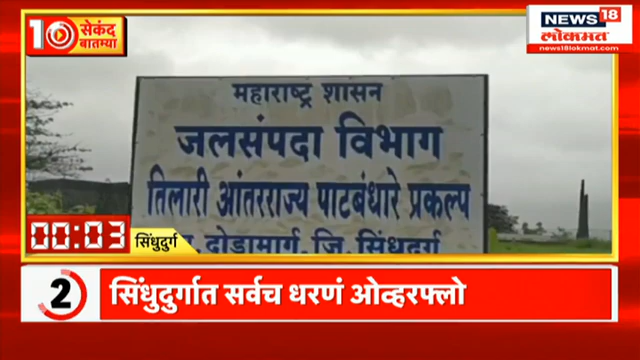 10 सेकंद बातम्या
NEWS18
लोकमत
news18lokmat.com
महाराष्ट्र शासन
जलसंपदा विभाग
तिलारी आंतरराज्य पाटबंधारे प्रकल्प
दोडामार्ग, जि. सिंधुदुर्ग
00:03
सिंधुदुर्ग
2 सिंधुदुर्गात सर्वच धरणं ओव्हरफ्लो